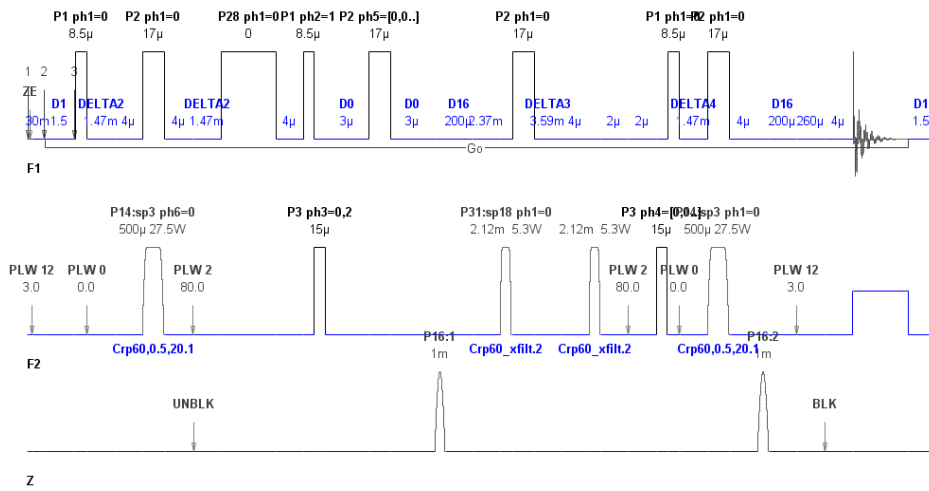 P1 ph1=0 P2 ph1=0 P28 ph1=0 P1 ph2=1 P2 ph5=[0,0..] P2 ph1=0 P1 ph1=0 P2 ph1=0
8.5µ 17µ 0 8.5µ 17µ 17µ 8.5µ 17µ
1 2 3
ZE
D1 DELTA2 DELTA2 D0 D0 D16 DELTA3 DELTA4 D16 D1
30m 1.5 1.47m 4µ 4µ 1.47m 4µ 3µ 3µ 200µ 2.37m 3.59m 4µ 2µ 2µ 1.47m 4µ 200µ 260µ 4µ 1.5
Go
F1
P14:sp3 ph6=0 P3 ph3=0,2 P31:sp18 ph1=0 P3 ph4=[0,0..] sp3 ph1=0
500µ 27.5W 15µ 2.12m 5.3W 2.12m 5.3W 15µ 500µ 27.5W
PLW 12 PLW 0 PLW 2 PLW 2 PLW 0 PLW 12
3.0 0.0 80.0 80.0 0.0 3.0
Crp60,0.5,20.1 Crp60_xfilt.2 Crp60_xfilt.2 Crp60,0.5,20.1
F2
P16:1 P16:2
1m 1m
UNBLK BLK
Z